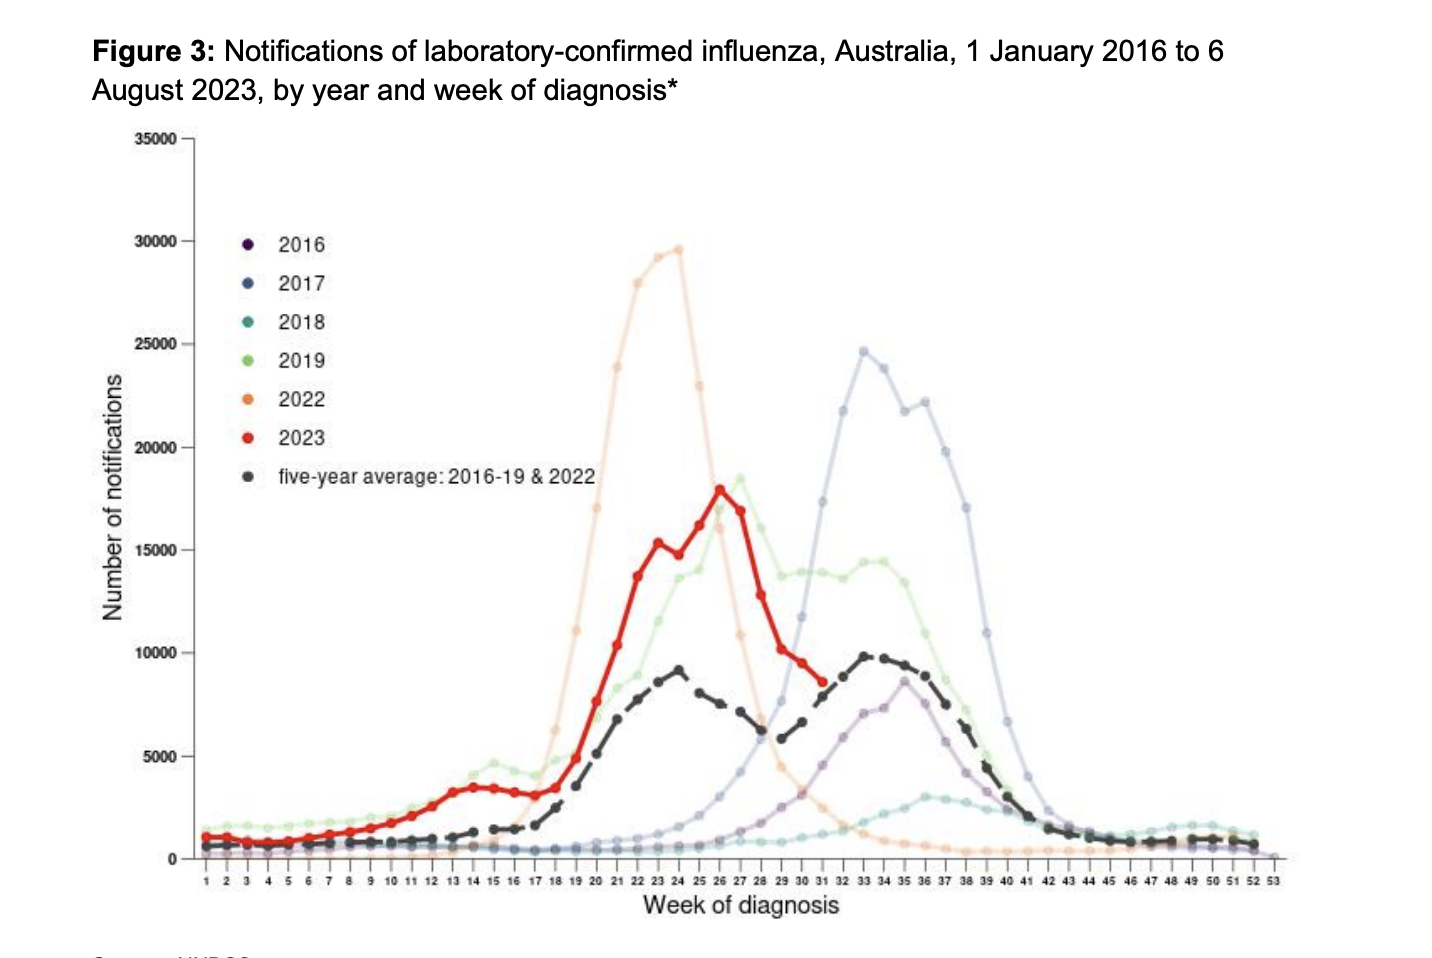 Figure 3: Notifications of laboratory-confirmed influenza, Australia, 1 January 2016 to 6
August 2023, by year and week of diagnosis*
35000
30000
25000
20000
15000
10000
5000
0
Number of notifications
2016
2017
2018
2019
2022
2023
five-year average: 2016-19 & 2022
1 2 3 4 5 6 7 8 9 10 11 12 13 14 15 16 17 18 19 20 21 22 23 24 25 26 27 28 29 30 31 32 33 34 35 36 37 38 39 40 41 42 43 44 45 46 47 48 49 50 51 52 53
Week of diagnosis